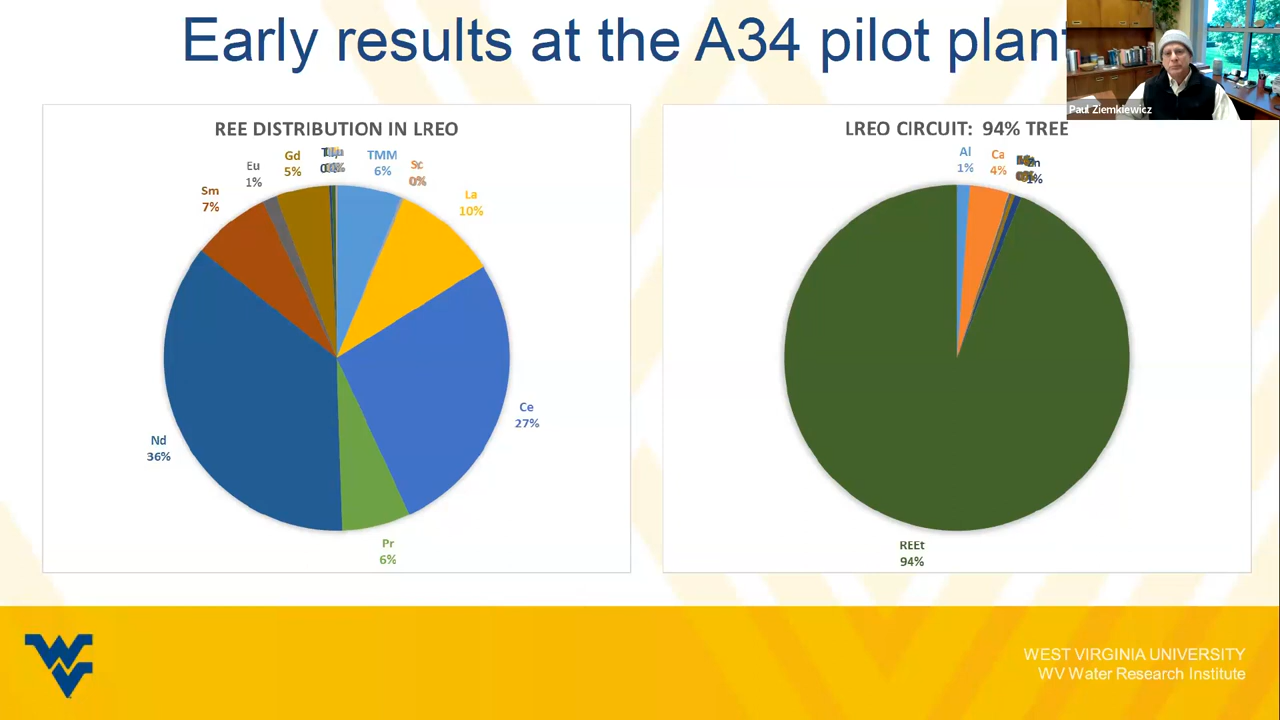 Early results at the A34 pilot plant
Paul Ziemkiewicz
REE DISTRIBUTION IN LREO
Gd
5%
Eu
1%
Sm
7%
TMM
6%
Sc
0%
La
10%
Ce
27%
Nd
36%
Pr
6%
LREO CIRCUIT: 94% TREE
Al
1%
Ca
4%
1%
REEt
94%
WV
WEST VIRGINIA UNIVERSITY
WV Water Research Institute